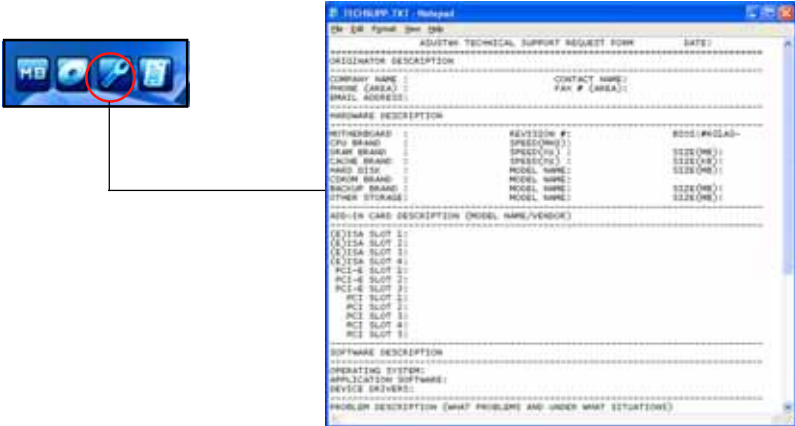 MB
TECHSUPP.TXT - Notepad
File Edit Format View Help
ASUSTeK TECHNICAL SUPPORT REQUEST FORM DATE:
ORIGINATOR DESCRIPTION
COMPANY NAME : CONTACT NAME:
PHONE (AREA) : FAX # (AREA):
EMAIL ADDRESS:
HARDWARE DESCRIPTION
MOTHERBOARD : REVISION #: BIOS:
CPU BRAND : SPEED(MHz):
DRAM BRAND : SPEED(ns) : SIZE(MB):
CACHE BRAND : SPEED(ns) : SIZE(KB):
HARD DISK : MODEL NAME: SIZE(MB):
CDROM BRAND : MODEL NAME:
BACKUP BRAND : MODEL NAME: SIZE(MB):
OTHER STORAGE: MODEL NAME: SIZE(MB):
ADD-IN CARD DESCRIPTION (MODEL NAME/VENDOR)
(E)ISA SLOT 1:
(E)ISA SLOT 2:
(E)ISA SLOT 3:
(E)ISA SLOT 4:
PCI-E SLOT 1:
PCI-E SLOT 2:
PCI-E SLOT 3:
PCI SLOT 1:
PCI SLOT 2:
PCI SLOT 3:
PCI SLOT 4:
PCI SLOT 5:
SOFTWARE DESCRIPTION
OPERATING SYSTEM:
APPLICATION SOFTWARE:
DEVICE DRIVERS:
PROBLEM DESCRIPTION (WHAT PROBLEMS AND UNDER WHAT SITUATIONS)